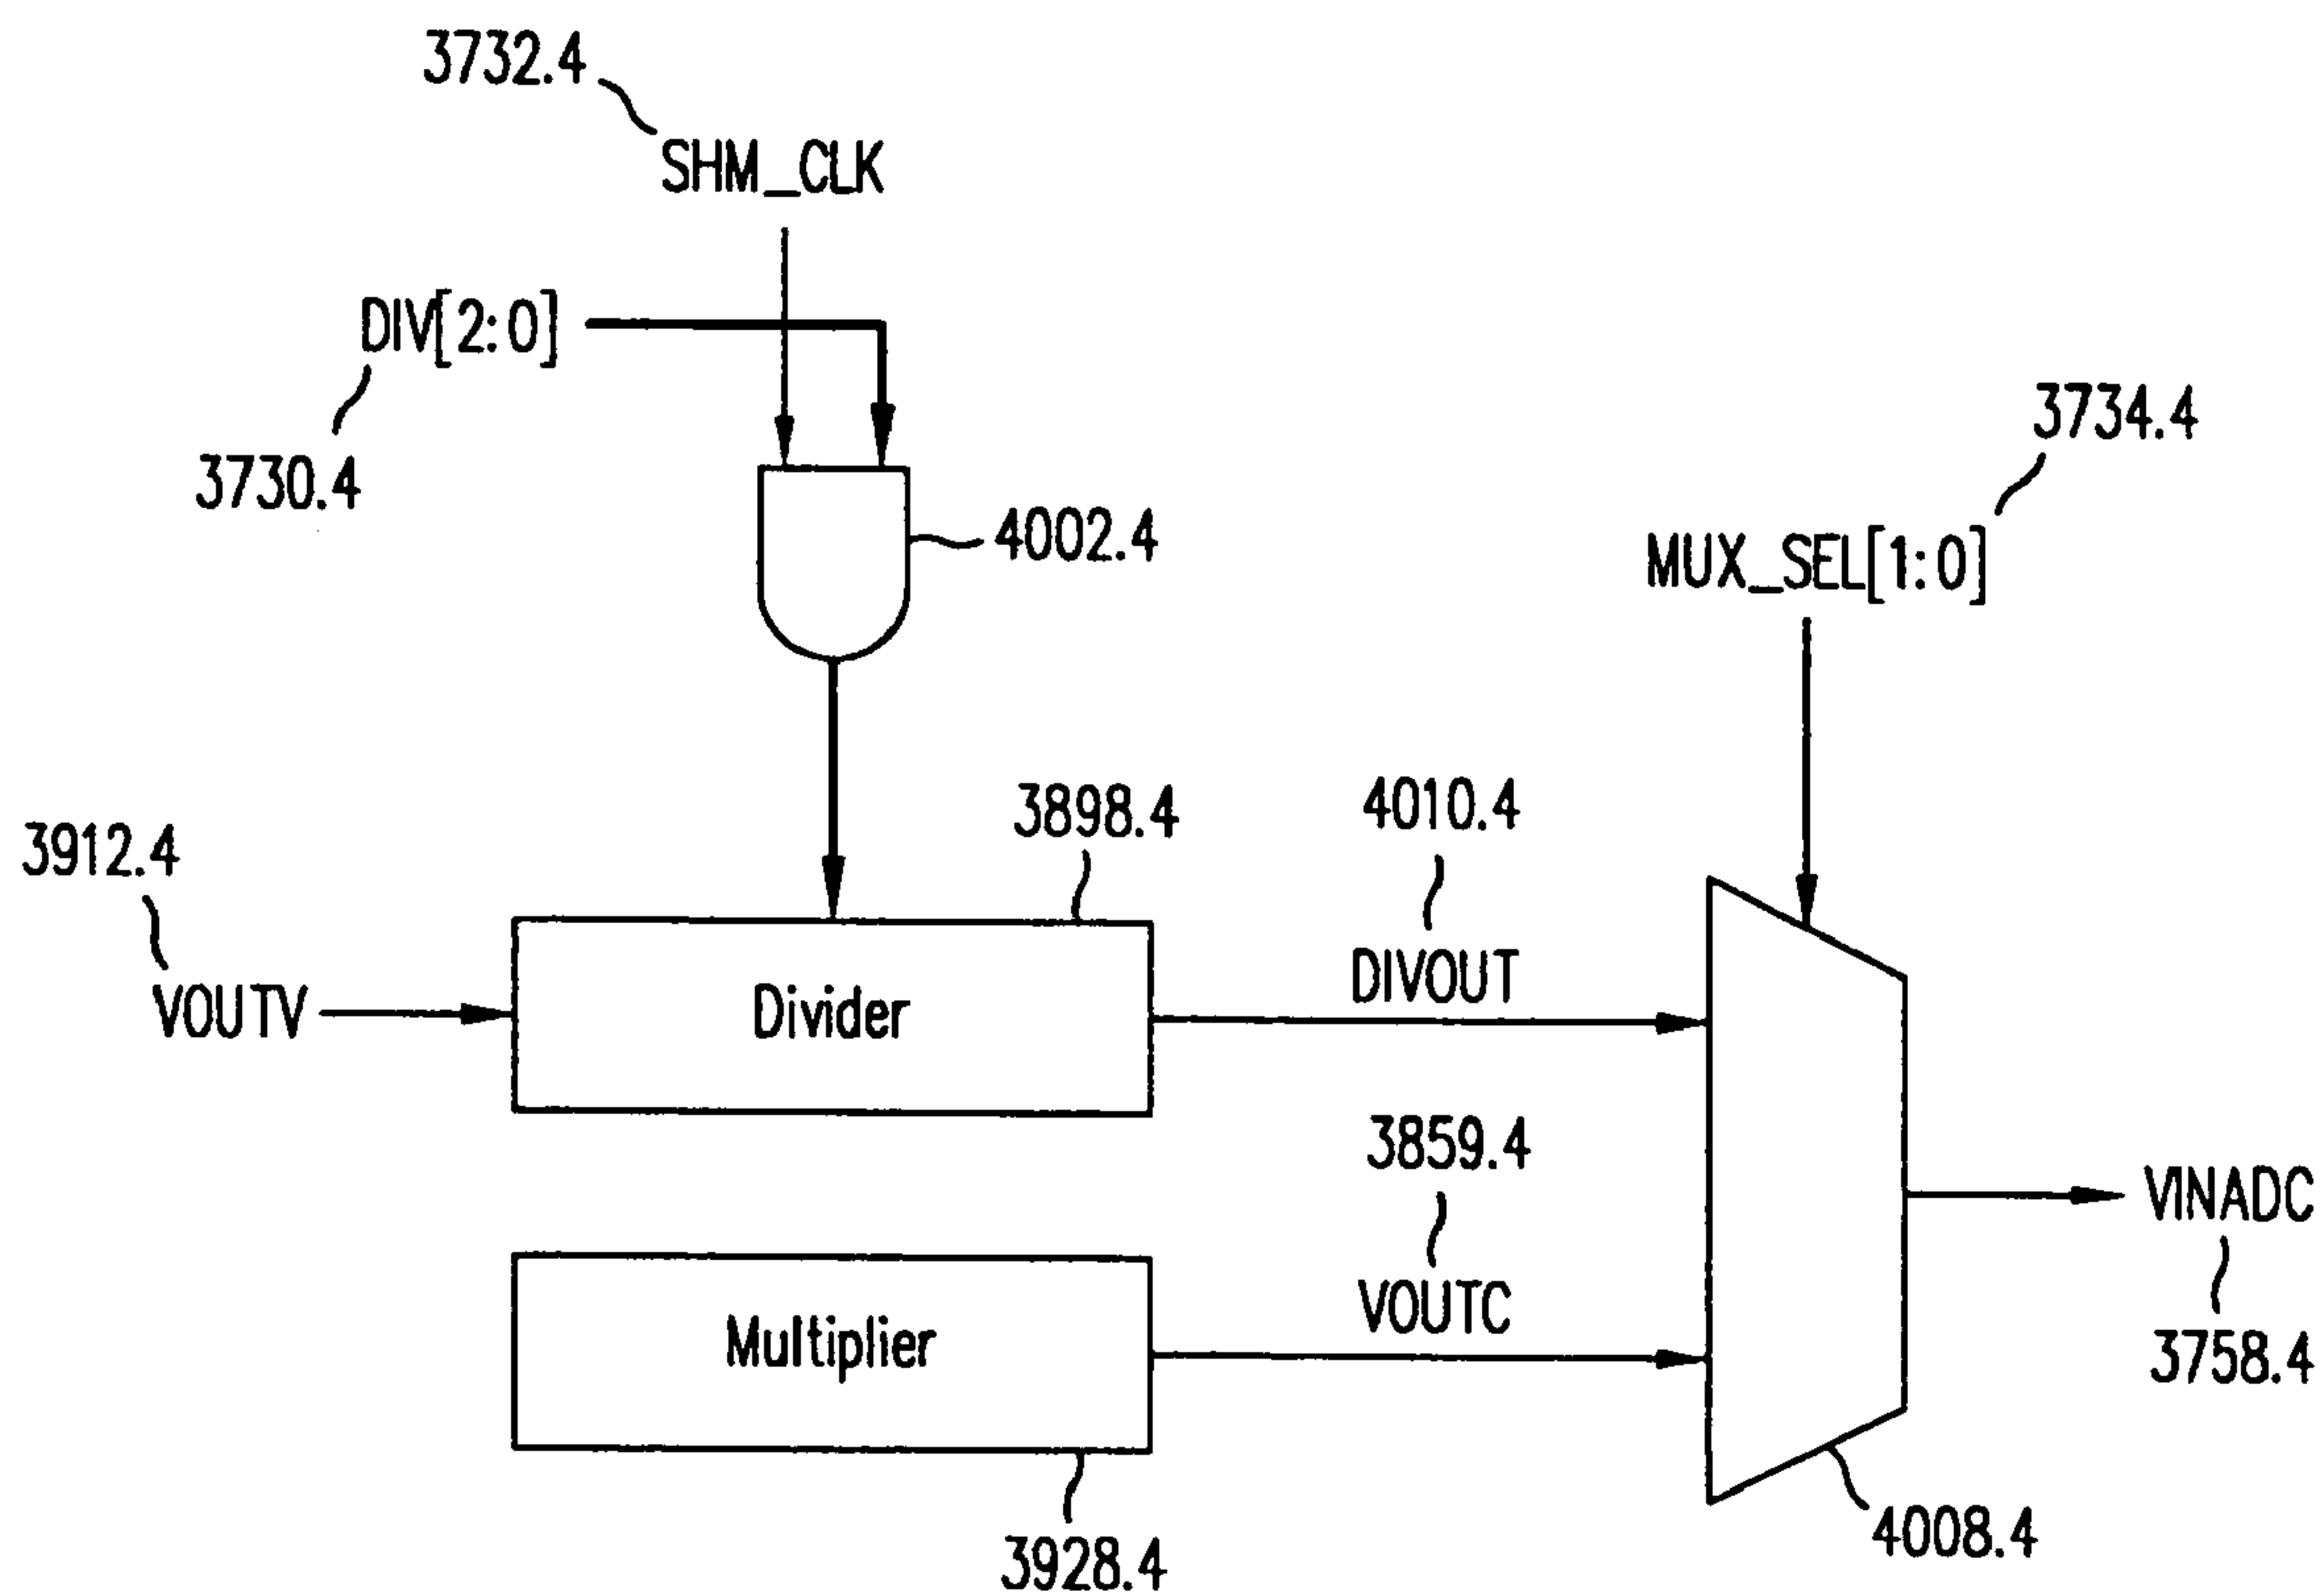 3732.4
SHM_CLK
DIV[2:0]
3730.4
3734.4
4002.4
MUX_SEL[1:0]
3898.4
4010.4
3912.4
DIVOUT
VOUTV
Divider
3859.4
VINADC
VOUTC
Multiplier
3758.4
4008.4
3928.4